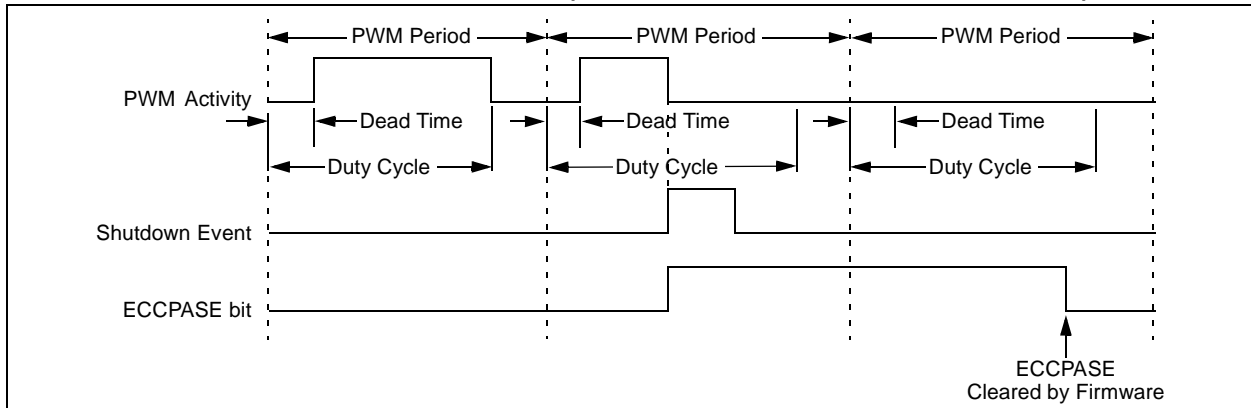 PWM Period PWM Period PWM Period
PWM Activity
Dead Time Dead Time Dead Time
Duty Cycle Duty Cycle Duty Cycle
Shutdown Event
ECCPASE bit
ECCPASE
Cleared by Firmware